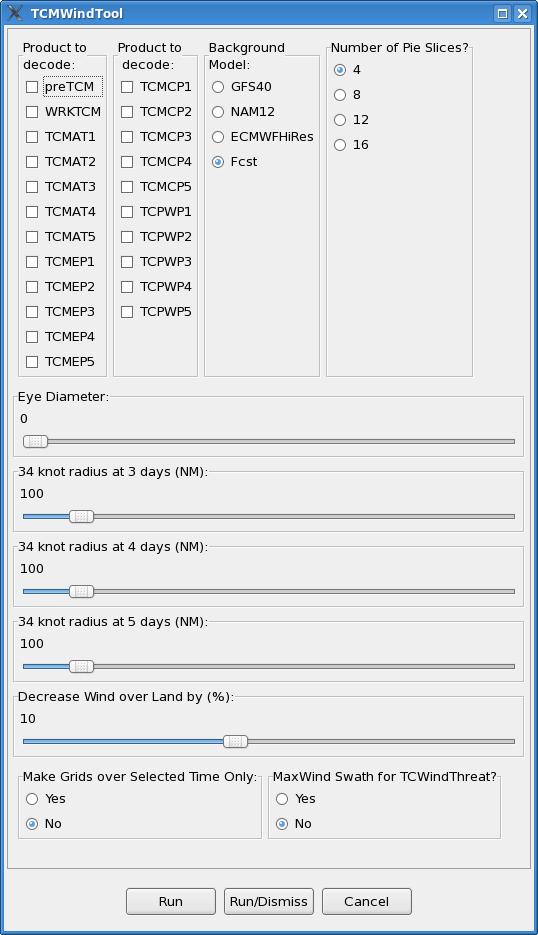 TCMWindTool
Product to
decode:
preTCM
WRKTCM
TCMAT1
TCMAT2
TCMAT3
TCMAT4
TCMAT5
TCMEP1
TCMEP2
TCMEP3
TCMEP4
TCMEP5
Product to
decode:
TCMCP1
TCMCP2
TCMCP3
TCMCP4
TCMCP5
TCPWP1
TCPWP2
TCPWP3
TCPWP4
TCPWP5
Background
Model:
GFS40
NAM12
ECMWFHiRes
Fcst
Number of Pie Slices?
4
8
12
16
Eye Diameter:
0
34 knot radius at 3 days (NM):
100
34 knot radius at 4 days (NM):
100
34 knot radius at 5 days (NM):
100
Decrease Wind over Land by (%):
10
Make Grids over Selected Time Only:
Yes
No
MaxWind Swath for TCWindThreat?
Yes
No
Run
Run/Dismiss
Cancel